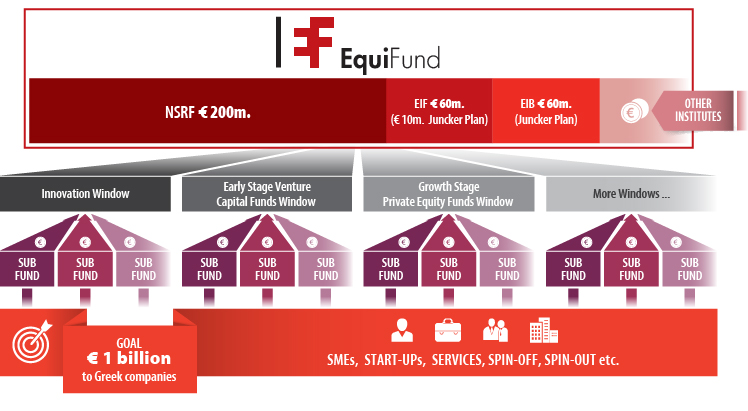 EquiFund
NSRF € 200m.
EIF € 60m.
(€ 10m. Juncker Plan)
EIB € 60m.
(Juncker Plan)
€
OTHER
INSTITUTES
Innovation Window
Early Stage Venture
Capital Funds Window
Growth Stage
Private Equity Funds Window
More Windows ...
€ € € € € € € € € € € €
SUB
FUND
SUB
FUND
SUB
FUND
SUB
FUND
SUB
FUND
SUB
FUND
SUB
FUND
SUB
FUND
SUB
FUND
SUB
FUND
SUB
FUND
SUB
FUND
GOAL
€ 1 billion
to Greek companies
SMEs, START-UPs, SERVICES, SPIN-OFF, SPIN-OUT etc.